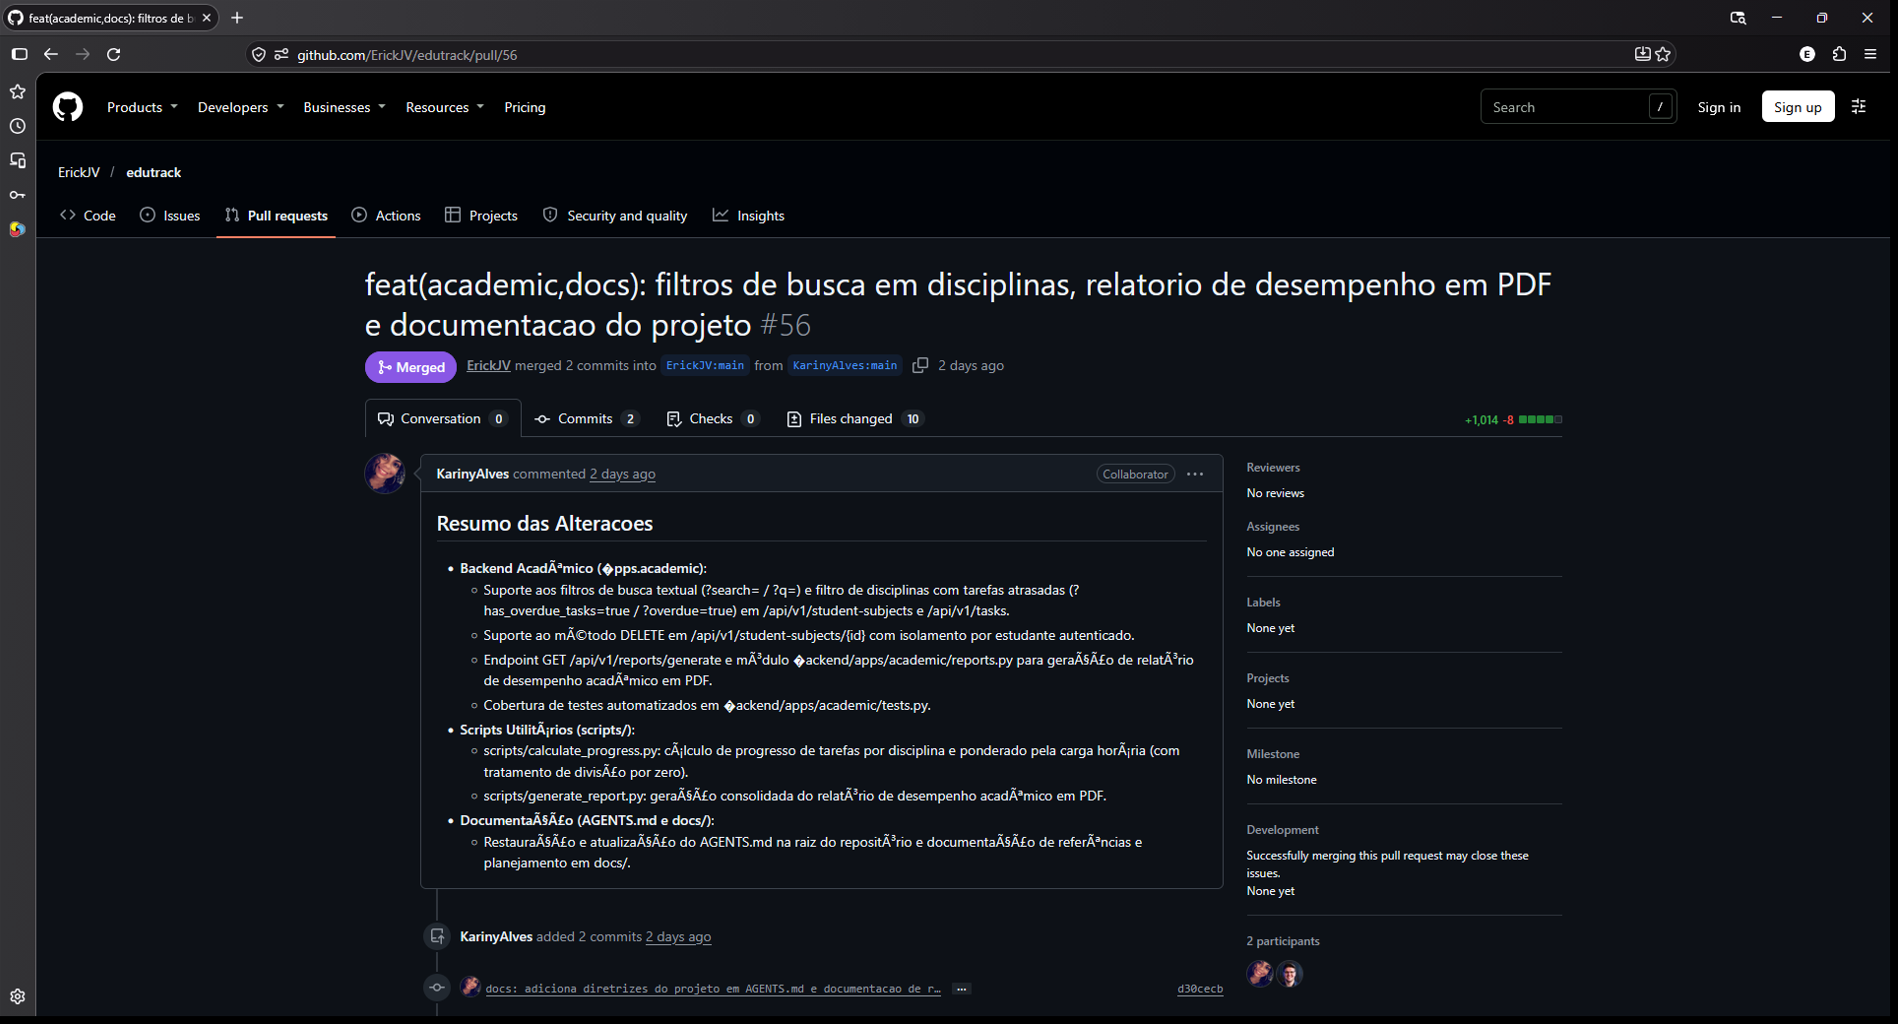 feat(academic,docs): filtros de b
github.com/ErickJV/edutrack/pull/56
E
Products
Developers
Businesses
Resources
Pricing
Search
/
Sign in
Sign up
ErickJV / edutrack
Code
Issues
Pull requests
Actions
Projects
Security and quality
Insights
feat(academic,docs): filtros de busca em disciplinas, relatorio de desempenho em PDF
e documentacao do projeto #56
Merged
ErickJV merged 2 commits into ErickJV:main from KarinyAlves:main 2 days ago
Conversation 0
Commits 2
Checks 0
Files changed 10
+1,014 -8
KarinyAlves commented 2 days ago
Collaborator
Resumo das Alteracoes
• Backend AcadÃªmico (�pps.academic):
◦ Suporte aos filtros de busca textual (?search= / ?q=) e filtro de disciplinas com tarefas atrasadas (?
has_overdue_tasks=true / ?overdue=true) em /api/v1/student-subjects e /api/v1/tasks.
◦ Suporte ao mÃ©todo DELETE em /api/v1/student-subjects/{id} com isolamento por estudante autenticado.
◦ Endpoint GET /api/v1/reports/generate e mÃ³dulo �ackend/apps/academic/reports.py para geraÃ§Ã£o de relatÃ³rio
de desempenho acadÃªmico em PDF.
◦ Cobertura de testes automatizados em �ackend/apps/academic/tests.py.
• Scripts UtilitÃ¡rios (scripts/):
◦ scripts/calculate_progress.py: cÃ¡lculo de progresso de tarefas por disciplina e ponderado pela carga horÃ¡ria (com
tratamento de divisÃ£o por zero).
◦ scripts/generate_report.py: geraÃ§Ã£o consolidada do relatÃ³rio de desempenho acadÃªmico em PDF.
• DocumentaÃ§Ã£o (AGENTS.md e docs/):
◦ RestauraÃ§Ã£o e atualizaÃ§Ã£o do AGENTS.md na raiz do repositÃ³rio e documentaÃ§Ã£o de referÃªncias e
planejamento em docs/.
KarinyAlves added 2 commits 2 days ago
docs: adiciona diretrizes do projeto em AGENTS.md e documentacao de r…
d30cecb
Reviewers
No reviews
Assignees
No one assigned
Labels
None yet
Projects
None yet
Milestone
No milestone
Development
Successfully merging this pull request may close these
issues.
None yet
2 participants